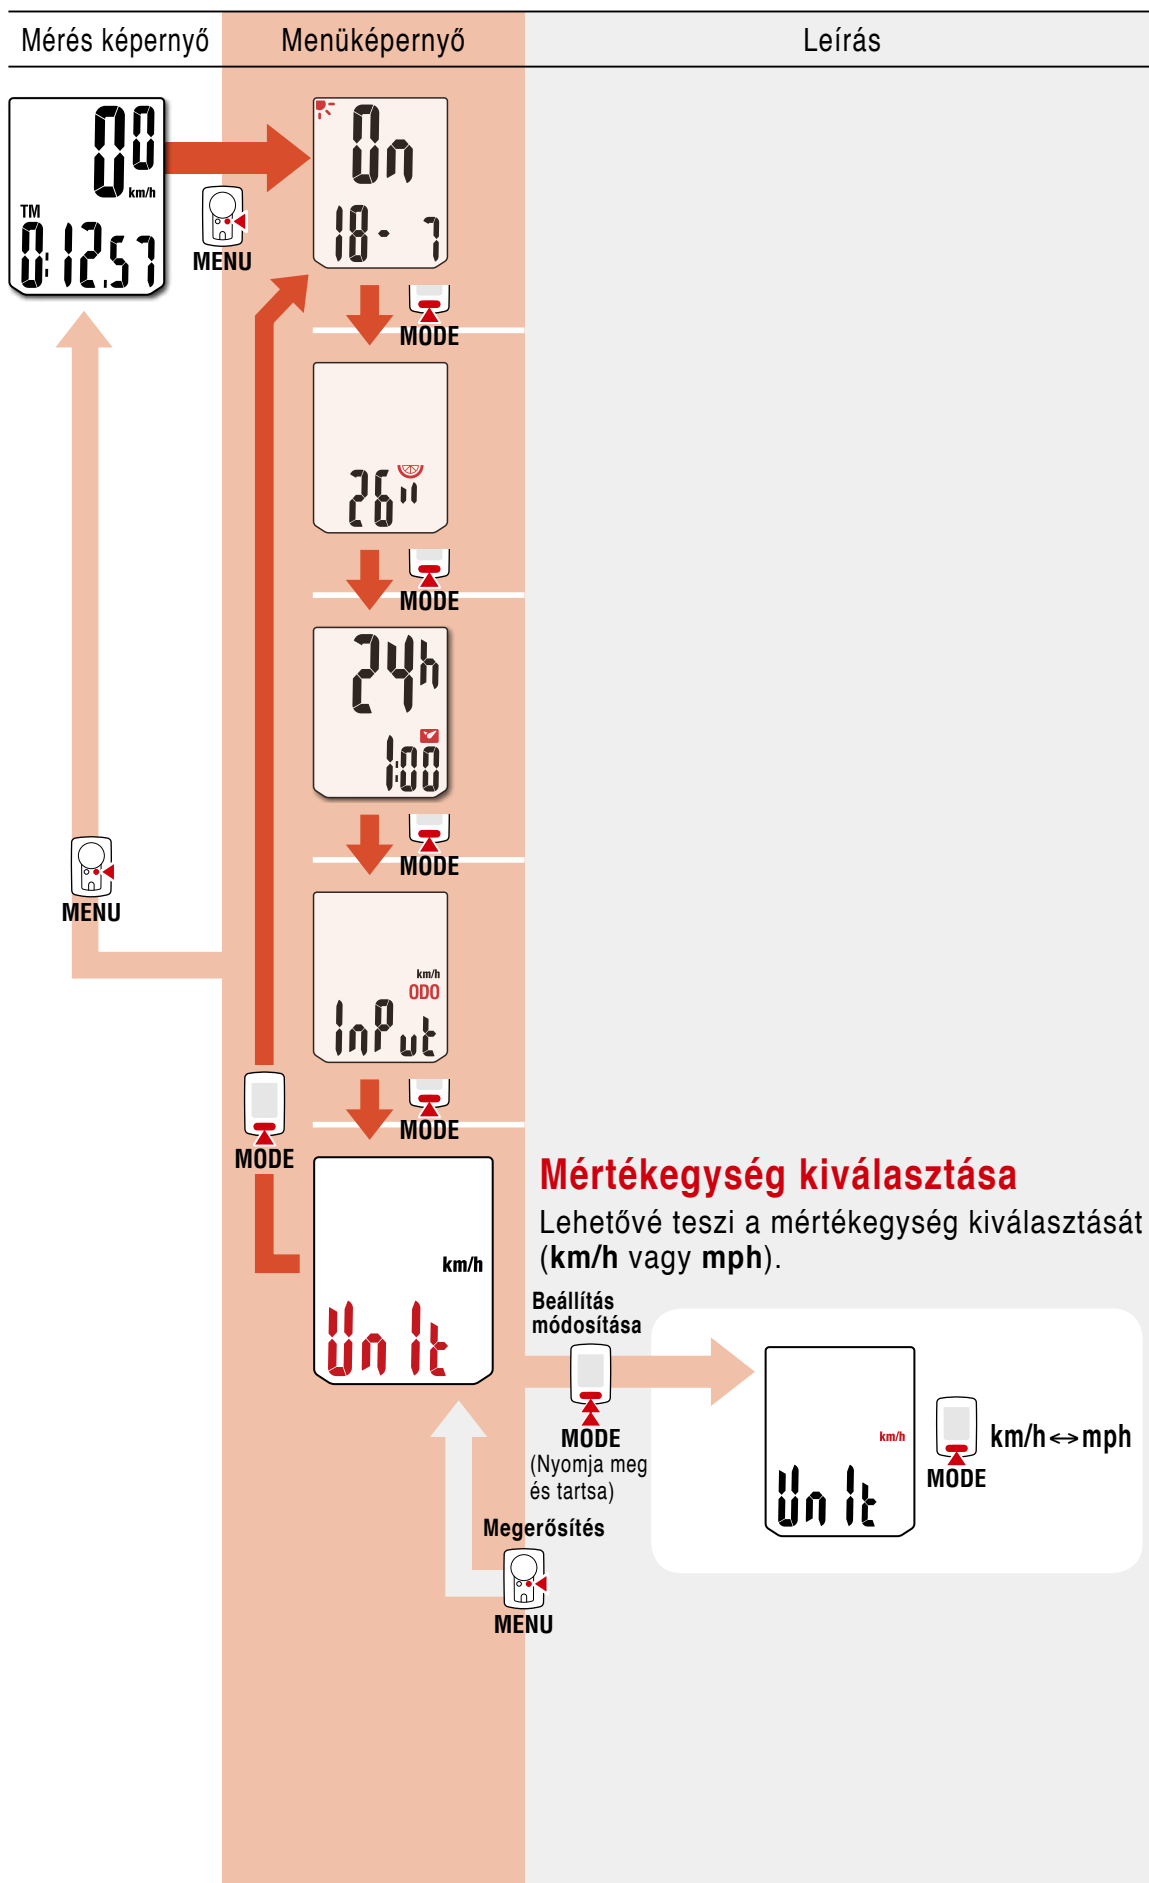 Mérés képernyő
Menüképernyő
Leírás
00
km/h
TM
0:12.57
MENU
On
18- 7
MODE
26"
MODE
24h
1:00
MODE
MENU
km/h
ODO
InPut
MODE
MODE
km/h
UnIt
Mértékegység kiválasztása
Lehetővé teszi a mértékegység kiválasztását
(km/h vagy mph).
Beállítás
módosítása
MODE
(Nyomja meg
és tartsa)
km/h
UnIt
MODE
km/h↔mph
Megerősítés
MENU